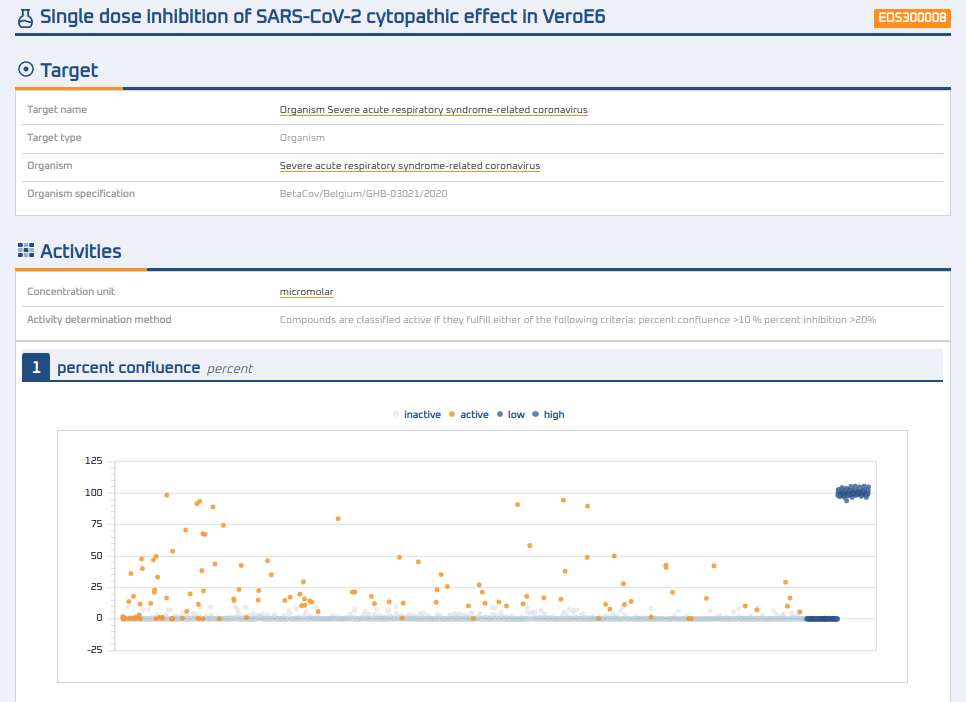 Single dose inhibition of SARS-CoV-2 cytopathic effect in VeroE6
EOS300008
Target
Target name
Organism Severe acute respiratory syndrome-related coronavirus
Target type
Organism
Organism
Severe acute respiratory syndrome-related coronavirus
Organism specification
BetaCov/Belgium/GHB-03021/2020
Activities
Concentration unit
micromolar
Activity determination method
Compounds are classified active if they fulfill either of the following criteria: percent confluence >10 % percent inhibition >20%
1 percent confluence percent
inactive active low high
125
100
75
50
25
0
-25